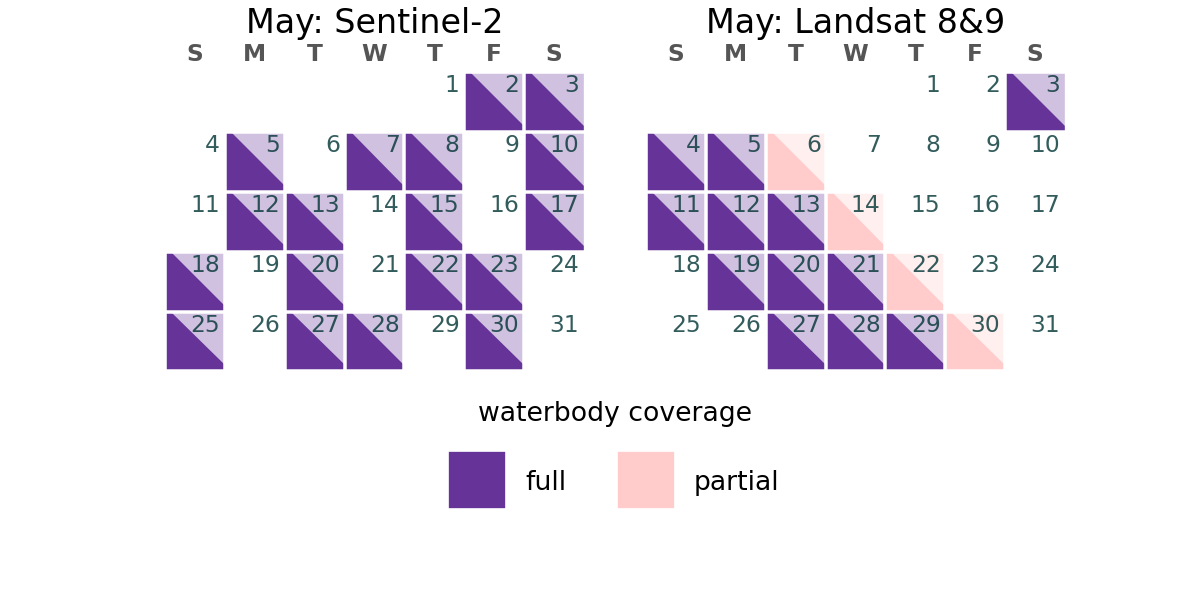 May: Sentinel-2
S M T W T F S
1 2 3
4 5 6 7 8 9 10
11 12 13 14 15 16 17
18 19 20 21 22 23 24
25 26 27 28 29 30 31
May: Landsat 8&9
S M T W T F S
1 2 3
4 5 6 7 8 9 10
11 12 13 14 15 16 17
18 19 20 21 22 23 24
25 26 27 28 29 30 31
waterbody coverage
full partial